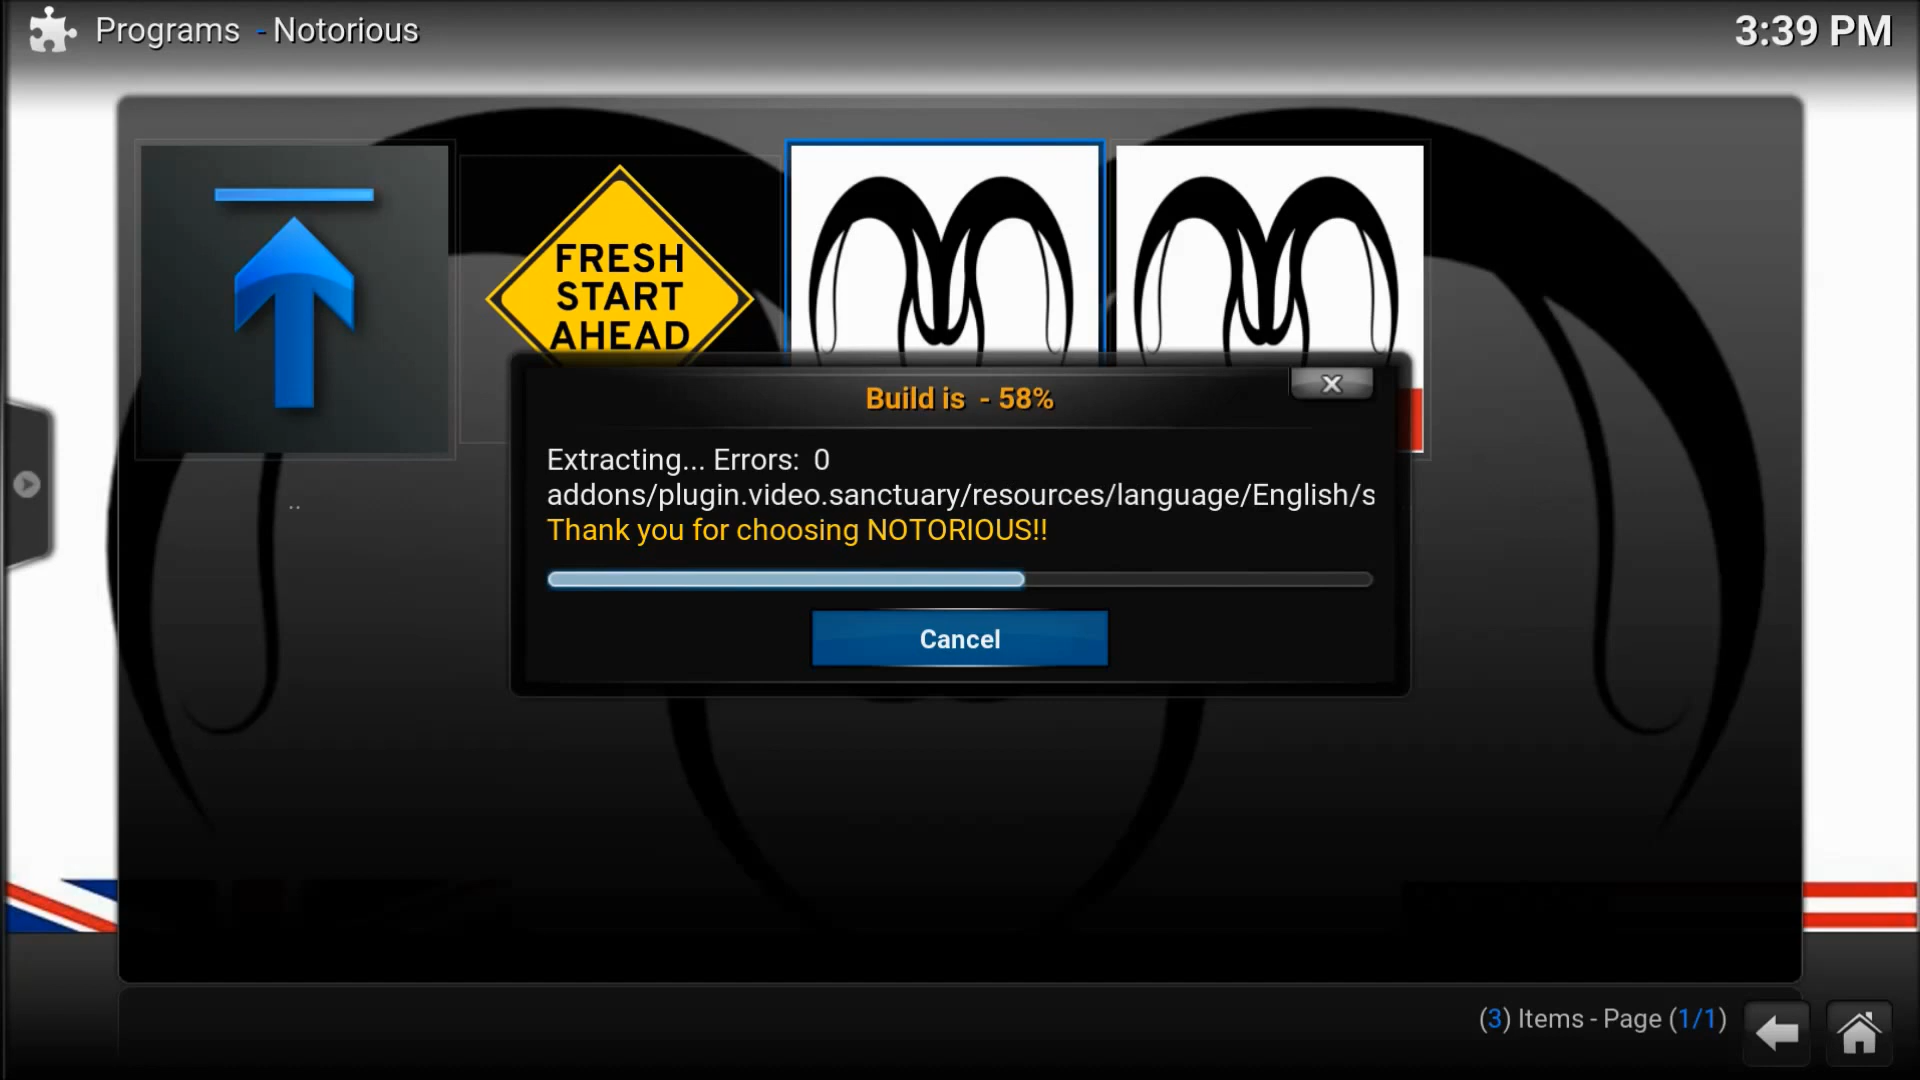 Programs - Notorious
3:39 PM
FRESH
START
AHEAD
Build is - 58%
Extracting... Errors: 0
addons/plugin.video.sanctuary/resources/language/English/s
Thank you for choosing NOTORIOUS!!
Cancel
..
(3) Items - Page (1/1)